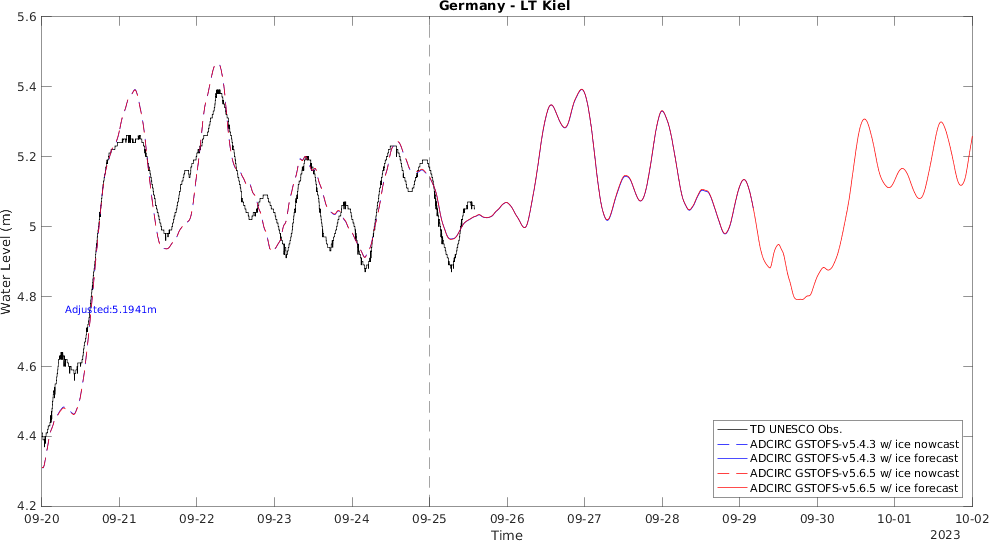 Germany - LT Kiel
5.6
5.4
5.2
5
4.8
4.6
4.4
4.2
Water Level (m)
Adjusted:5.1941m
TD UNESCO Obs.
ADCIRC GSTOFS-v5.4.3 w/ ice nowcast
ADCIRC GSTOFS-v5.4.3 w/ ice forecast
ADCIRC GSTOFS-v5.6.5 w/ ice nowcast
ADCIRC GSTOFS-v5.6.5 w/ ice forecast
09-20 09-21 09-22 09-23 09-24 09-25 09-26 09-27 09-28 09-29 09-30 10-01 10-02
Time
2023